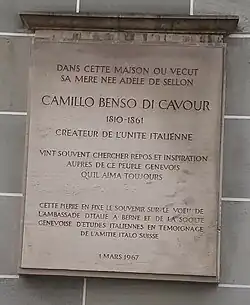 DANS CETTE MAISON OU VECUT
SA MERE NEE ADELE DE SELLON
CAMILLO BENSO DI CAVOUR
1810-1861
CREATEUR DE L'UNITE ITALIENNE
VINT SOUVENT CHERCHER REPOS ET INSPIRATION
AUPRES DE CE PEUPLE GENEVOIS
QU'IL AIMA TOUJOURS
CETTE PIERRE EN FIXE LE SOUVENIR SUR LE VOEU DE
L'AMBASSADE D'ITALIE A BERNE ET DE LA SOCIETE
GENEVOISE D'ETUDES ITALIENNES EN TEMOIGNAGE
DE L'AMITIE ITALO SUISSE
1 MARS 1967